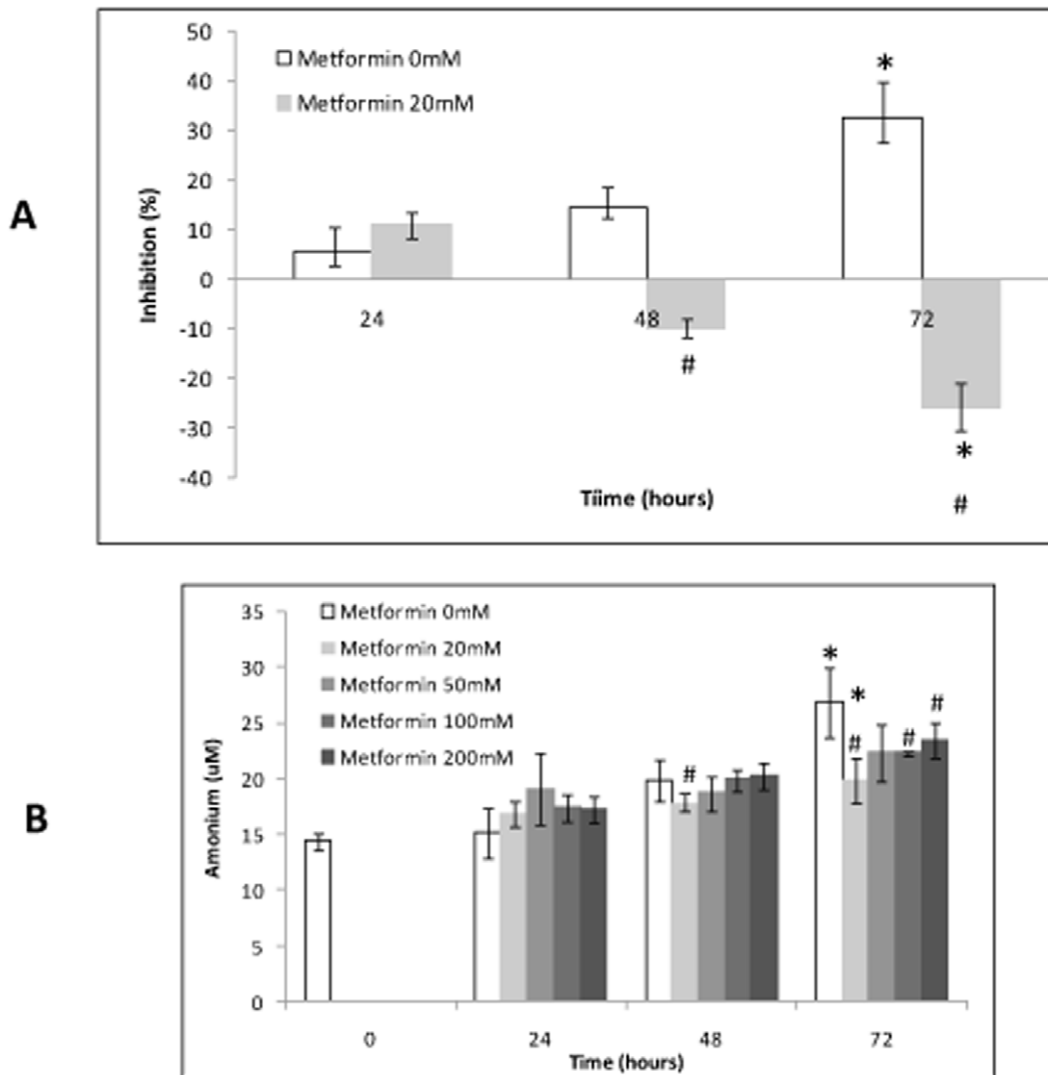 A
50
40
30
20
10
0
-10
-20
-30
-40
Inhibition (%)
Metformin 0mM
Metformin 20mM
*
#
*
#
24
48
72
Tiime (hours)
B
35
30
25
20
15
10
5
0
Amonium (uM)
Metformin 0mM
Metformin 20mM
Metformin 50mM
Metformin 100mM
Metformin 200mM
#
*
*
#
#
#
0
24
48
72
Time (hours)